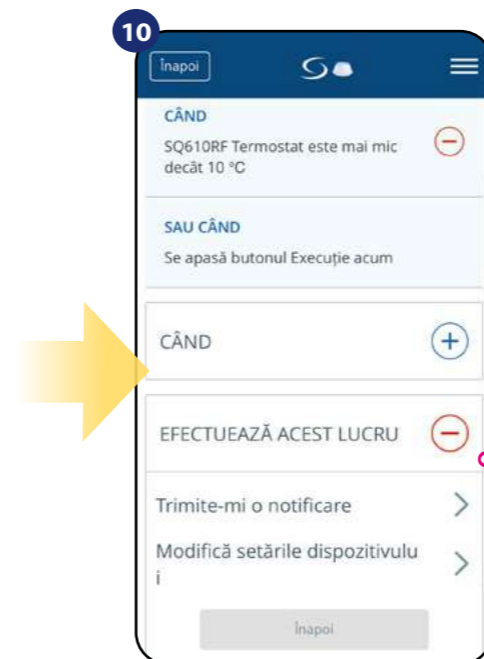 10
Înapoi
CÂND
SQ610RF Termostat este mai mic
decât 10 °C
SAU CÂND
Se apasă butonul Execuție acum
CÂND
EFECTUEAZĂ ACEST LUCRU
Trimite-mi o notificare
Modifică setările dispozitivulu
i
Înapoi